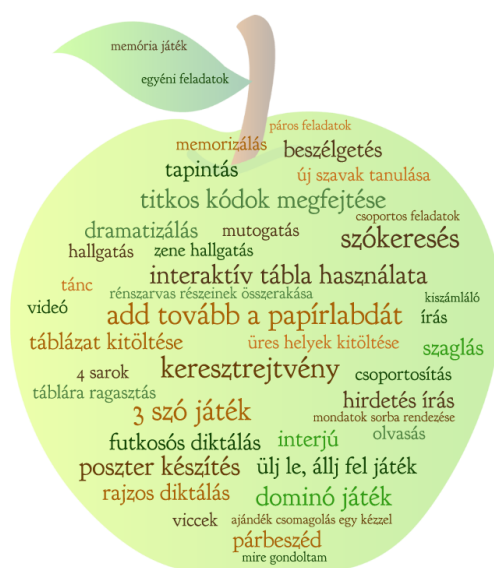 memória játék
egyéni feladatok
páros feladatok
memorizálás
beszélgetés
tapintás
új szavak tanulása
titkos kódok megfejtése
csoportos feladatok
dramatizálás
mutogatás
szókeresés
hallgatás
zene hallgatás
interaktív tábla használata
tánc
rénszarvas részeinek összerakása
kiszámláló
videó
add tovább a papírlabdát
írás
táblázat kitöltése
üres helyek kitöltése
szaglás
4 sarok
keresztrejtvény
csoportosítás
táblára ragasztás
hirdetés írás
3 szó játék
mondatok sorba rendezése
futkosós diktálás
interjú
olvasás
poszter készítés
ülj le, állj fel játék
rajzos diktálás
dominó játék
viccek
ajándék csomagolás egy kézzel
párbeszéd
mire gondoltam